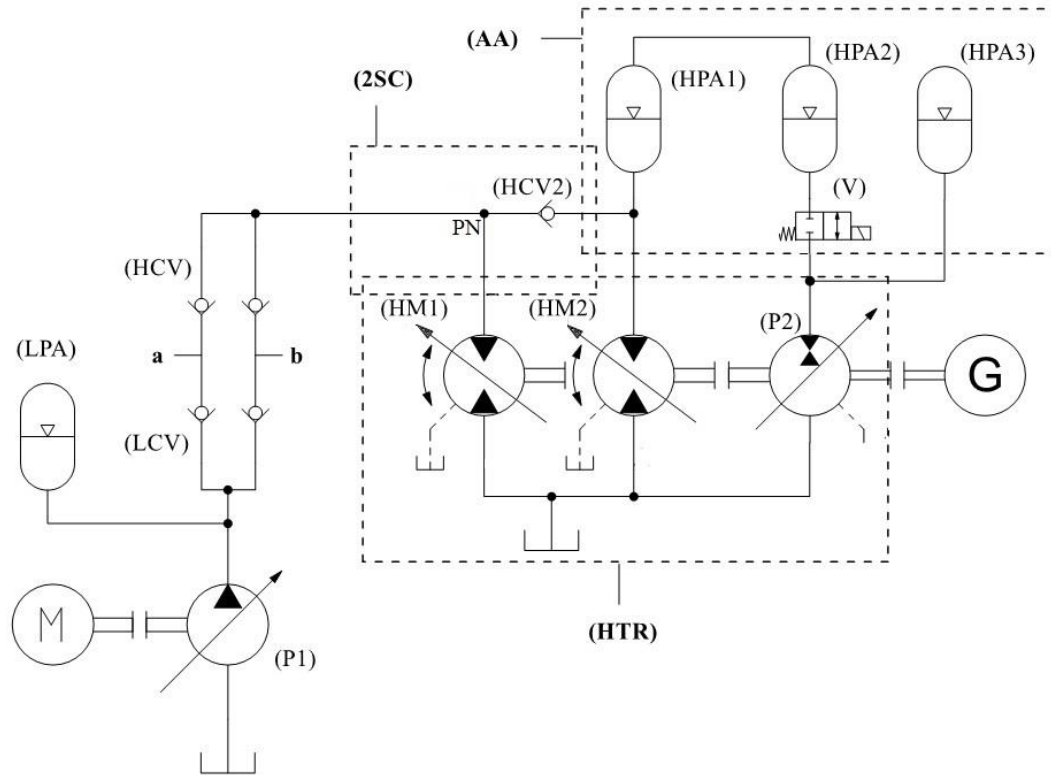 (AA)
(HPA1)
(HPA2)
(HPA3)
(2SC)
(HCV2)
(V)
PN
(HCV)
(HM1)
(HM2)
(P2)
a
b
(LPA)
G
(LCV)
M
(P1)
(HTR)